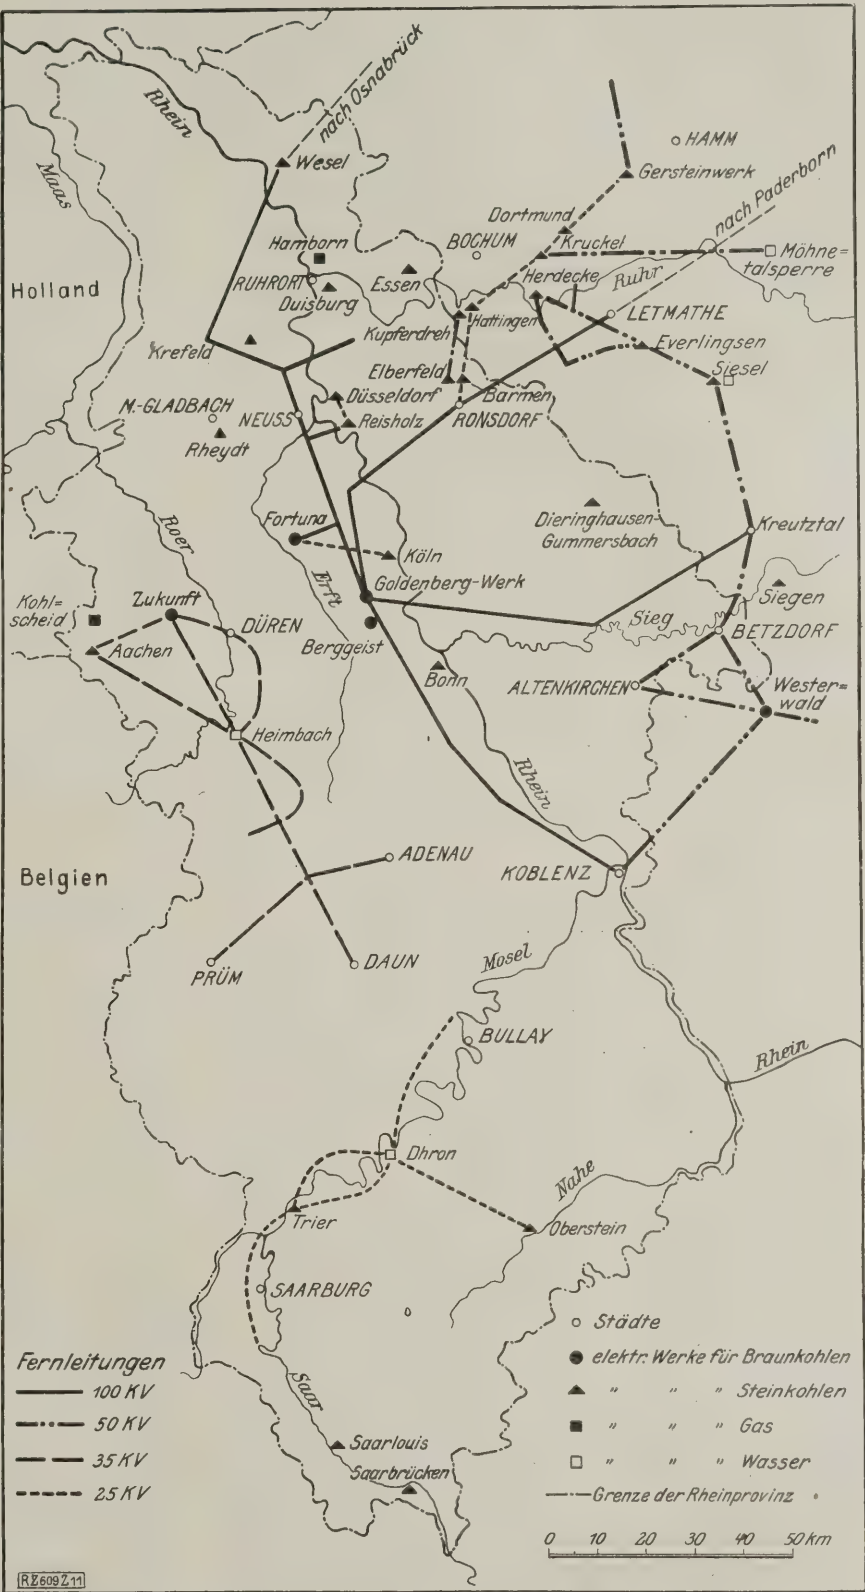 nach Osnabrück
Rhein
Maas
Wesel
HAMM
Gersteinwerk
nach Paderborn
Dortmund
BOCHUM
Kruckel
Möhne=
talsperre
Hamborn
RUHRORT
Duisburg
Essen
Herdecke
Ruhr
Holland
Hattingen
LETMATHE
Kupferdreh
Everlingsen
Krefeld
Siesel
Elberfeld
Barmen
Düsseldorf
M.-GLADBACH
NEUSS
Reisholz
RONSDORF
Rheydt
Roer
Fortuna
Dieringhausen-
Gummersbach
Kreutztal
Köln
Erft
Goldenberg-Werk
Kohl=
scheid
Zukunft
DÜREN
Berggeist
Sieg
Siegen
BETZDORF
Aachen
Bonn
ALTENKIRCHEN
Wester=
wald
Heimbach
Rhein
Belgien
ADENAU
KOBLENZ
PRÜM
DAUN
Mosel
BULLAY
Rhein
Dhron
Nahe
Trier
Oberstein
SAARBURG
Saar
Saarlouis
Saarbrücken
Fernleitungen
100 KV
50 KV
35 KV
25 KV
Städte
elektr. Werke für Braunkohlen
" " " Steinkohlen
" " " Gas
" " " Wasser
Grenze der Rheinprovinz
0 10 20 30 40 50 km
RZ609Z11